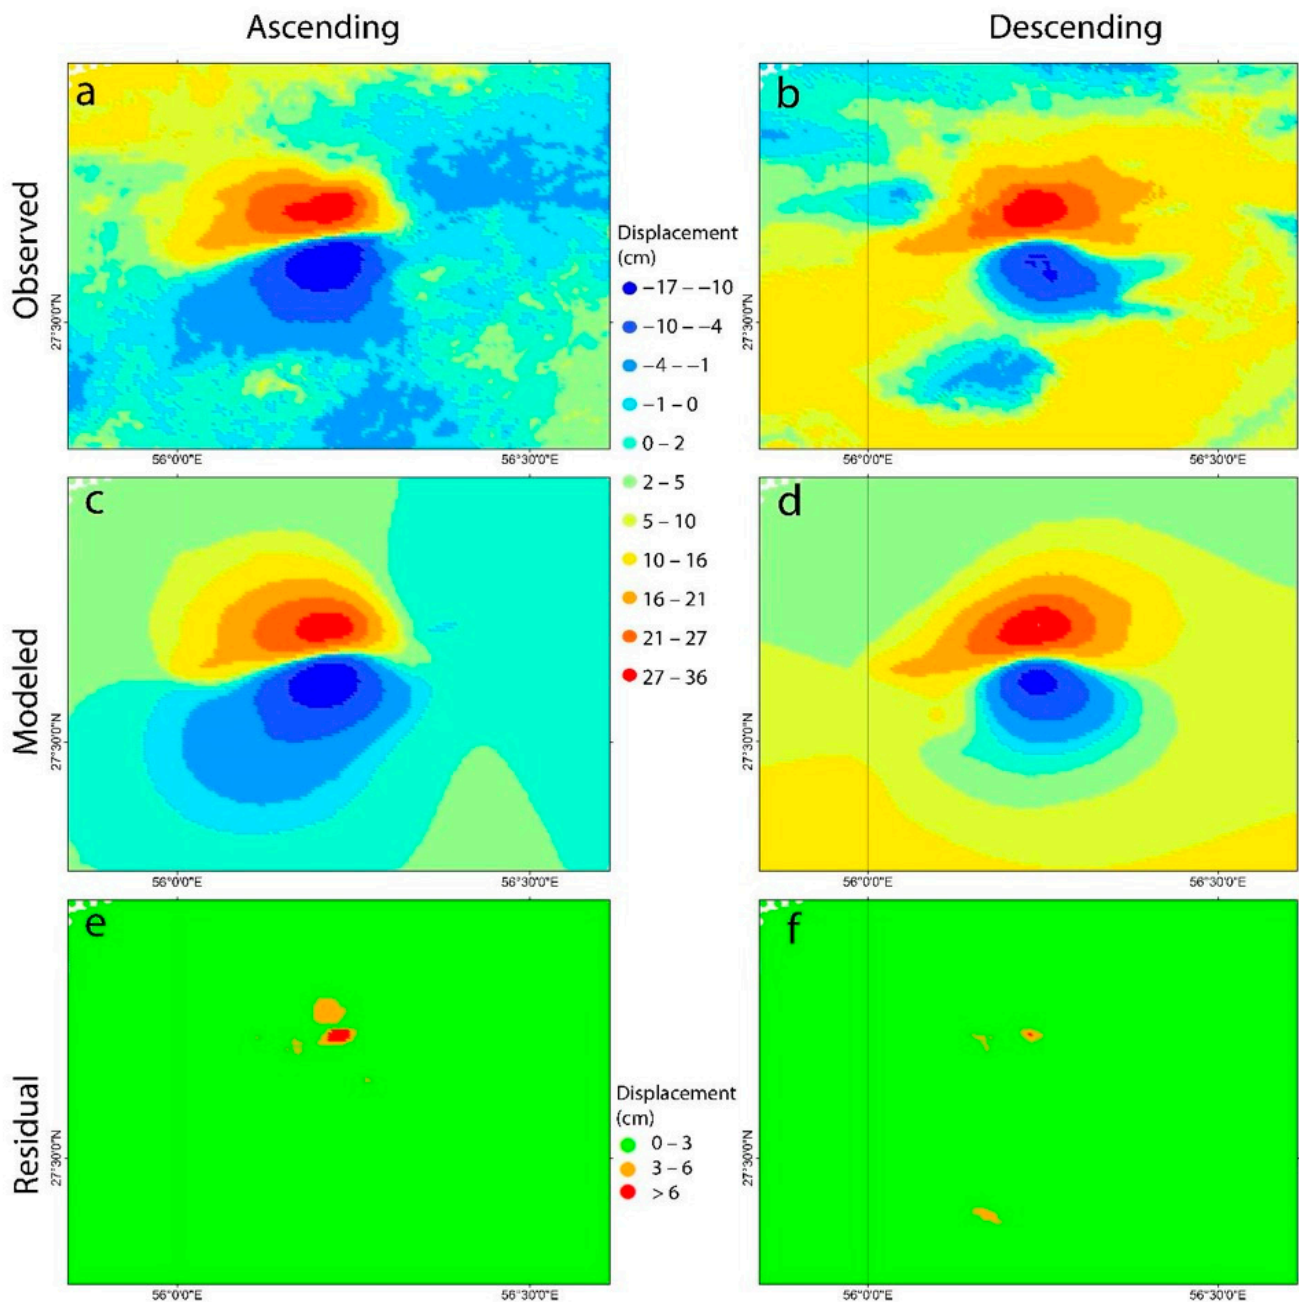 Ascending
Descending
Observed
a
b
27°30'0"N
27°30'0"N
56°0'0"E
56°30'0"E
56°0'0"E
56°30'0"E
Displacement
(cm)
−17 – −10
−10 – −4
−4 – −1
−1 – 0
0 – 2
2 – 5
5 – 10
10 – 16
16 – 21
21 – 27
27 – 36
Modeled
c
d
27°30'0"N
27°30'0"N
56°0'0"E
56°30'0"E
56°0'0"E
56°30'0"E
Residual
e
f
27°30'0"N
27°30'0"N
Displacement
(cm)
0 – 3
3 – 6
> 6
56°0'0"E
56°30'0"E
56°0'0"E
56°30'0"E